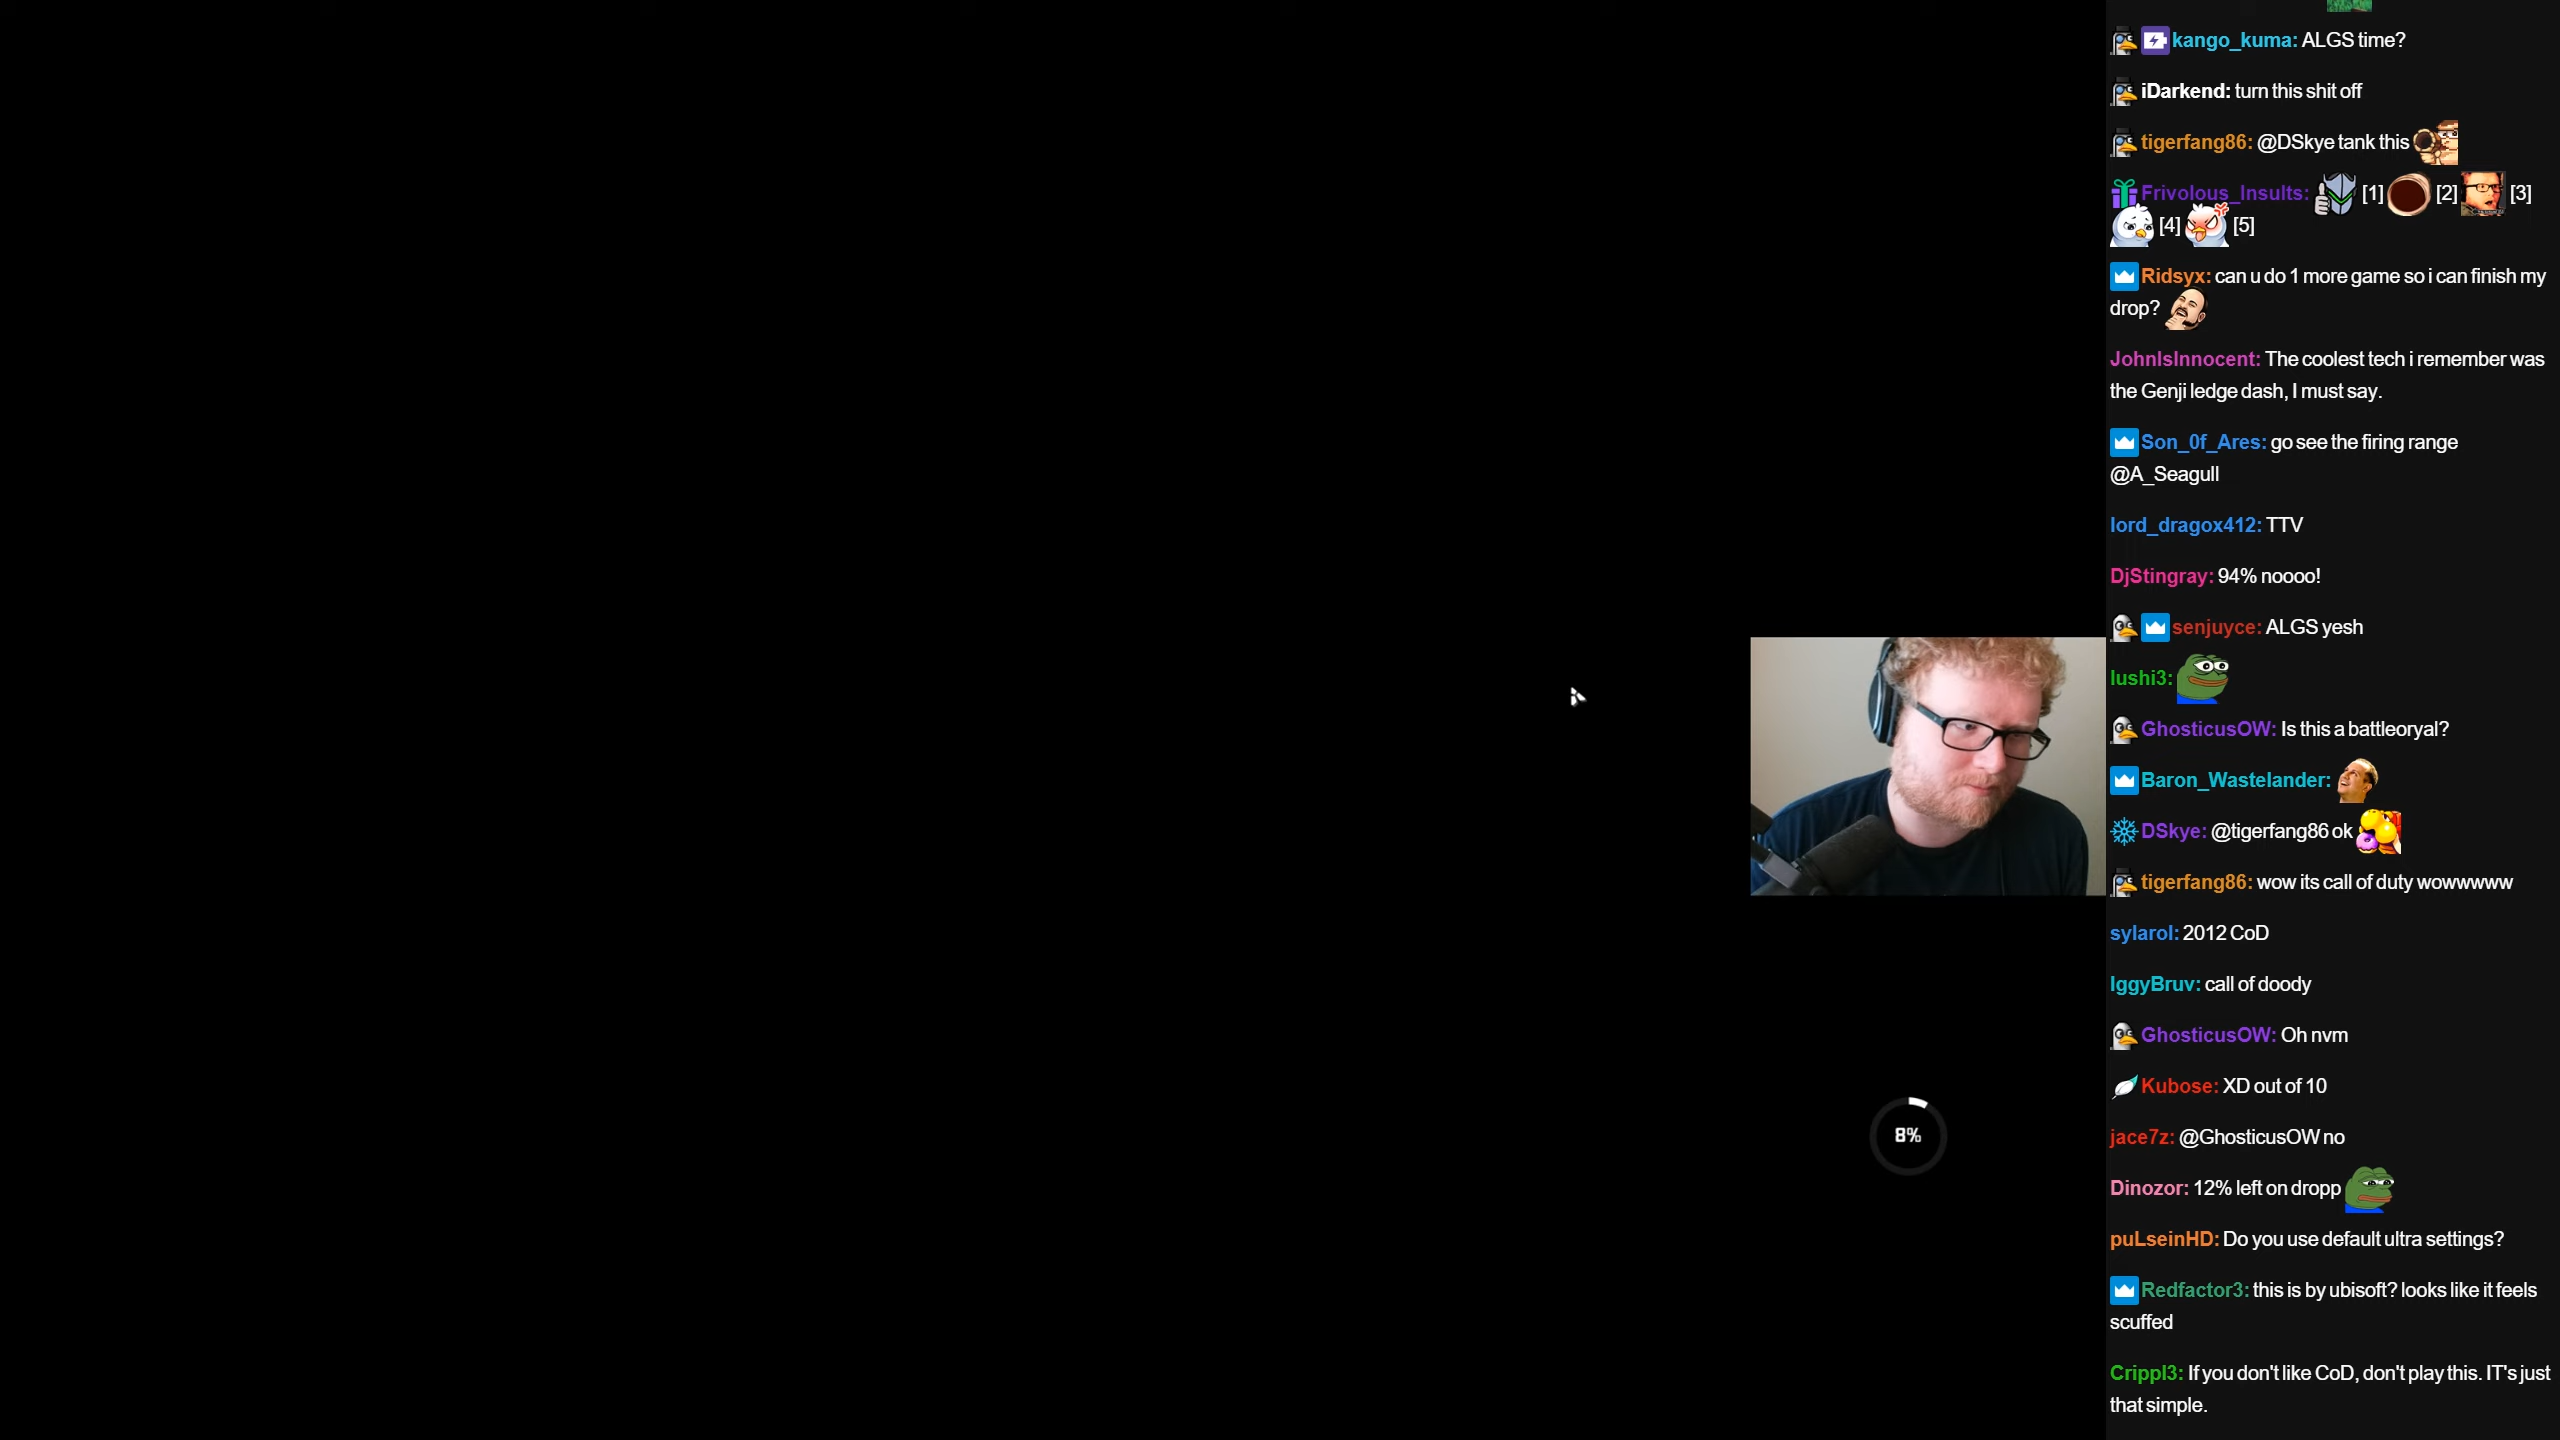 kango_kuma: ALGS time?
iDarkend: turn this shit off
tigerfang86: @DSkye tank this
Frivolous_Insults: [1] [2] [3]
[4] [5]
Ridsyx: can u do 1 more game so i can finish my
drop?
JohnIsInnocent: The coolest tech i remember was
the Genji ledge dash, I must say.
Son_0f_Ares: go see the firing range
@A_Seagull
lord_dragox412: TTV
DjStingray: 94% noooo!
senjuyce: ALGS yesh
lushi3:
GhosticusOW: Is this a battleoryal?
Baron_Wastelander:
DSkye: @tigerfang86 ok
tigerfang86: wow its call of duty wowwwww
sylarol: 2012 CoD
IggyBruv: call of doody
GhosticusOW: Oh nvm
Kubose: XD out of 10
jace7z: @GhosticusOW no
8%
Dinozor: 12% left on dropp
puLseinHD: Do you use default ultra settings?
Redfactor3: this is by ubisoft? looks like it feels
scuffed
Crippl3: If you don't like CoD, don't play this. IT's just
that simple.